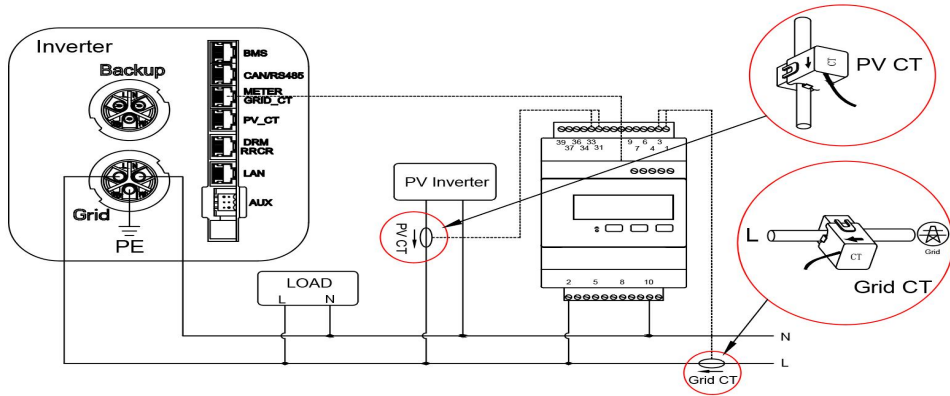 Inverter
Backup
Grid
PE
BMS
CAN/RS485
METER
GRID_CT
PV_CT
DRM
RRCR
LAN
AUX
LOAD
L N
PV Inverter
PV CT
39 36 33 9 6 3
37 34 31 7 4 1
2 5 8 10
N
L
Grid CT
CT
PV CT
L
CT
Grid
Grid CT